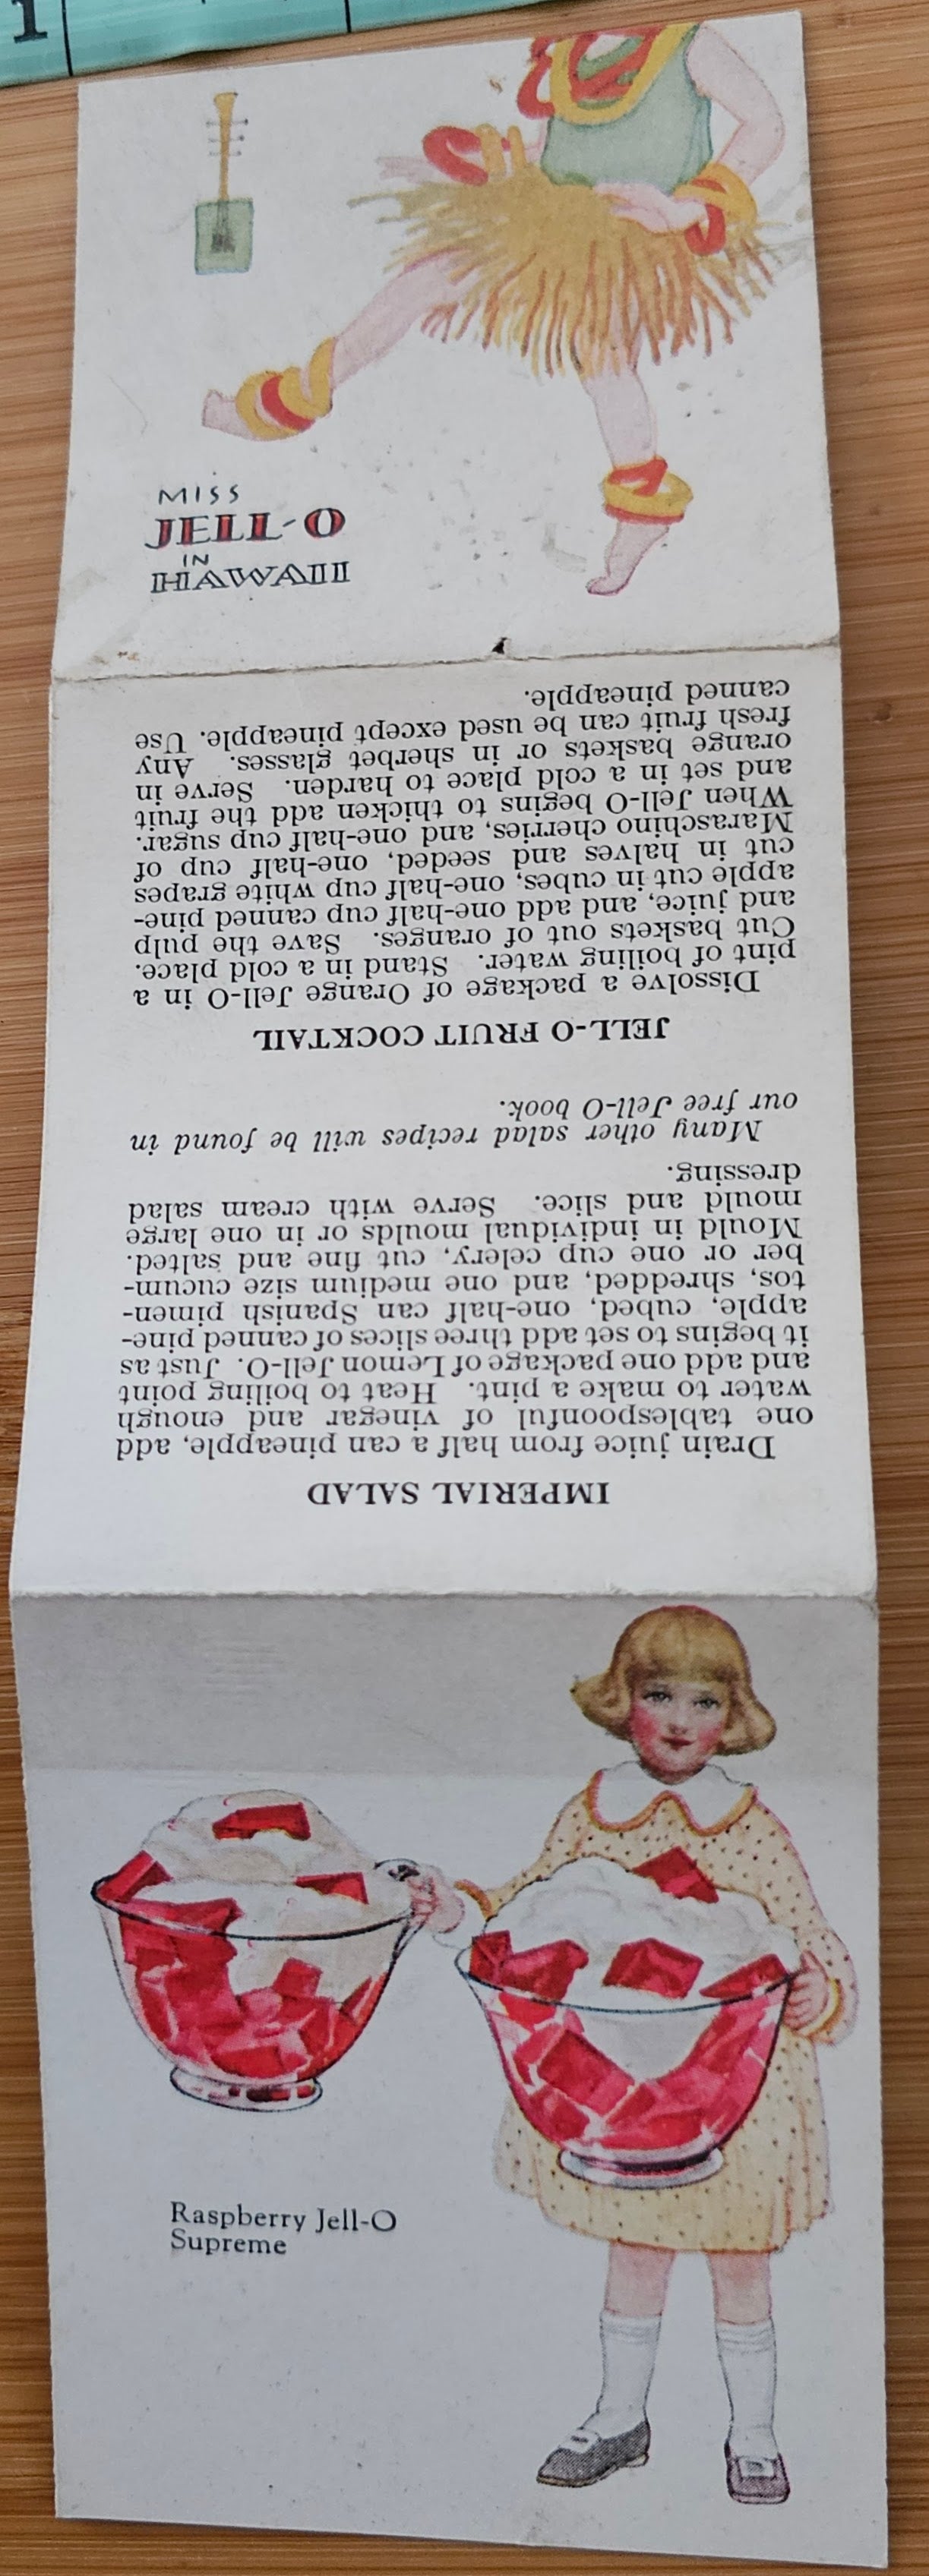 1
MISS
JELL-O
IN
HAWAII
IMPERIAL SALAD
Drain juice from half a can pineapple, add
one tablespoonful of vinegar and enough
water to make a pint. Heat to boiling point
and add one package of Lemon Jell-O. Just as
it begins to set add three slices of canned pine-
apple, cubed, one-half can Spanish pimen-
tos, shredded, and one medium size cucum-
ber or one cup celery, cut fine and salted.
Mould in individual moulds or in one large
mould and slice. Serve with cream salad
dressing.
Many other salad recipes will be found in
our free Jell-O book.
JELL-O FRUIT COCKTAIL
Dissolve a package of Orange Jell-O in a
pint of boiling water. Stand in a cold place.
Cut baskets out of oranges. Save the pulp
and juice, and add one-half cup canned pine-
apple cut in cubes, one-half cup white grapes
cut in halves and seeded, one-half cup of
Maraschino cherries, and one-half cup sugar.
When Jell-O begins to thicken add the fruit
and set in a cold place to harden. Serve in
orange baskets or in sherbet glasses. Any
fresh fruit can be used except pineapple. Use
canned pineapple.
Raspberry Jell-O
Supreme